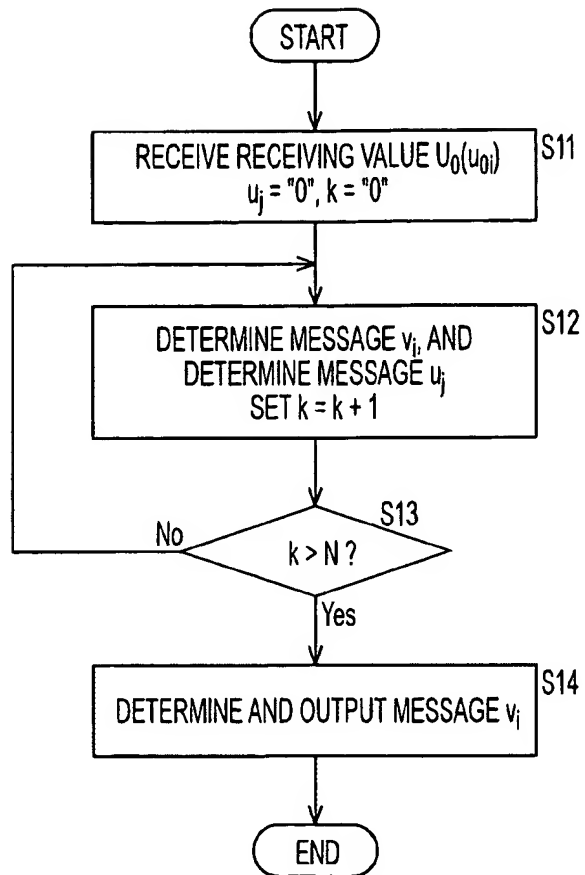 START
RECEIVE RECEIVING VALUE U₀(u₀ᵢ)
uⱼ = "0", k = "0"
S11
DETERMINE MESSAGE vᵢ, AND
DETERMINE MESSAGE uⱼ
SET k = k + 1
S12
k > N ?
S13
No
Yes
DETERMINE AND OUTPUT MESSAGE vᵢ
S14
END